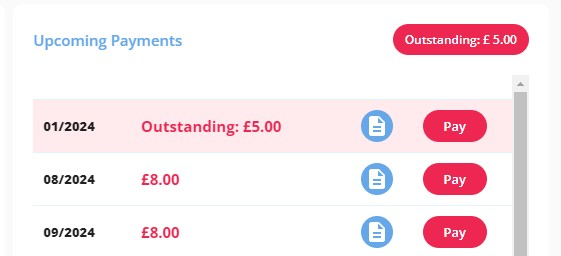 Upcoming Payments
Outstanding: £ 5.00
01/2024 Outstanding: £5.00 Pay
08/2024 £8.00 Pay
09/2024 £8.00 Pay